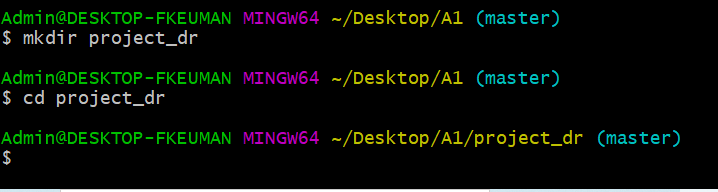 Admin@DESKTOP-FKEUMAN MINGW64 ~/Desktop/A1 (master)
$ mkdir project_dr
Admin@DESKTOP-FKEUMAN MINGW64 ~/Desktop/A1 (master)
$ cd project_dr
Admin@DESKTOP-FKEUMAN MINGW64 ~/Desktop/A1/project_dr (master)
$